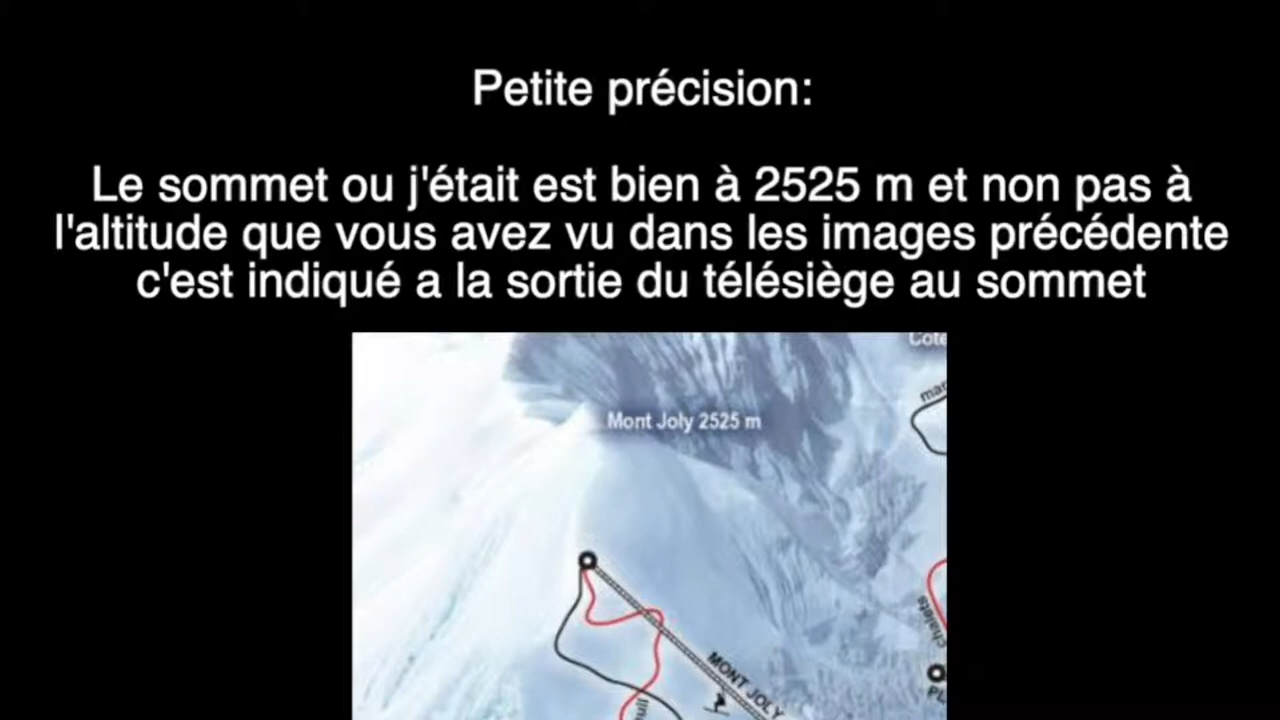 Petite précision:
Le sommet ou j'était est bien à 2525 m et non pas à
l'altitude que vous avez vu dans les images précédente
c'est indiqué a la sortie du télésiège au sommet
Mont Joly 2525 m
MONT JOLY
Chalets